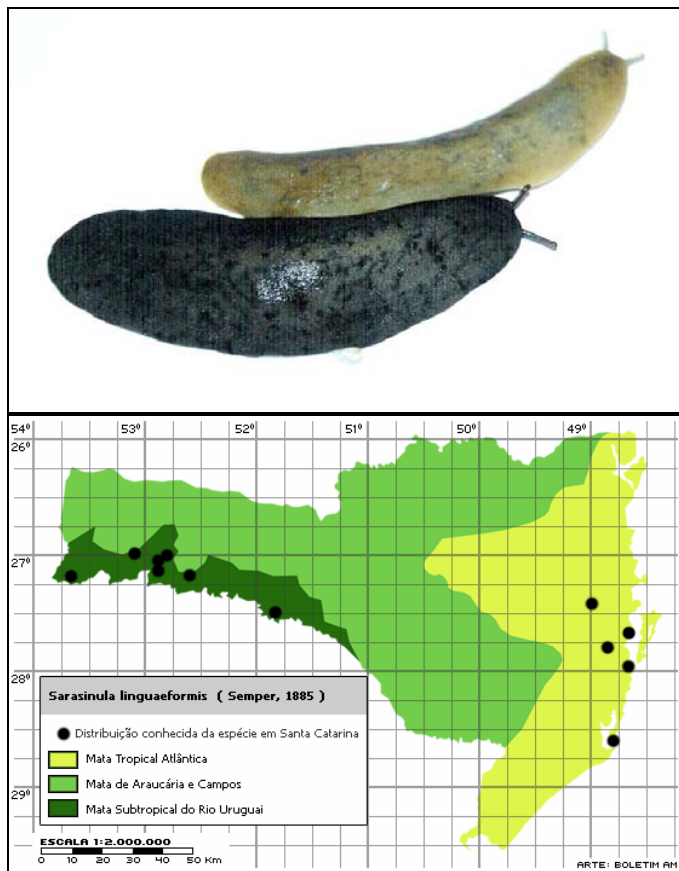 54º 53º 52º 51º 50º 49º
26º
27º
28º
29º
Sarasinula linguaeformis ( Semper, 1885 )
Distribuição conhecida da espécie em Santa Catarina
Mata Tropical Atlântica
Mata de Araucária e Campos
Mata Subtropical do Rio Uruguai
ESCALA 1:2.000.000
0 10 20 30 40 50 Km
ARTE: BOLETIM AM